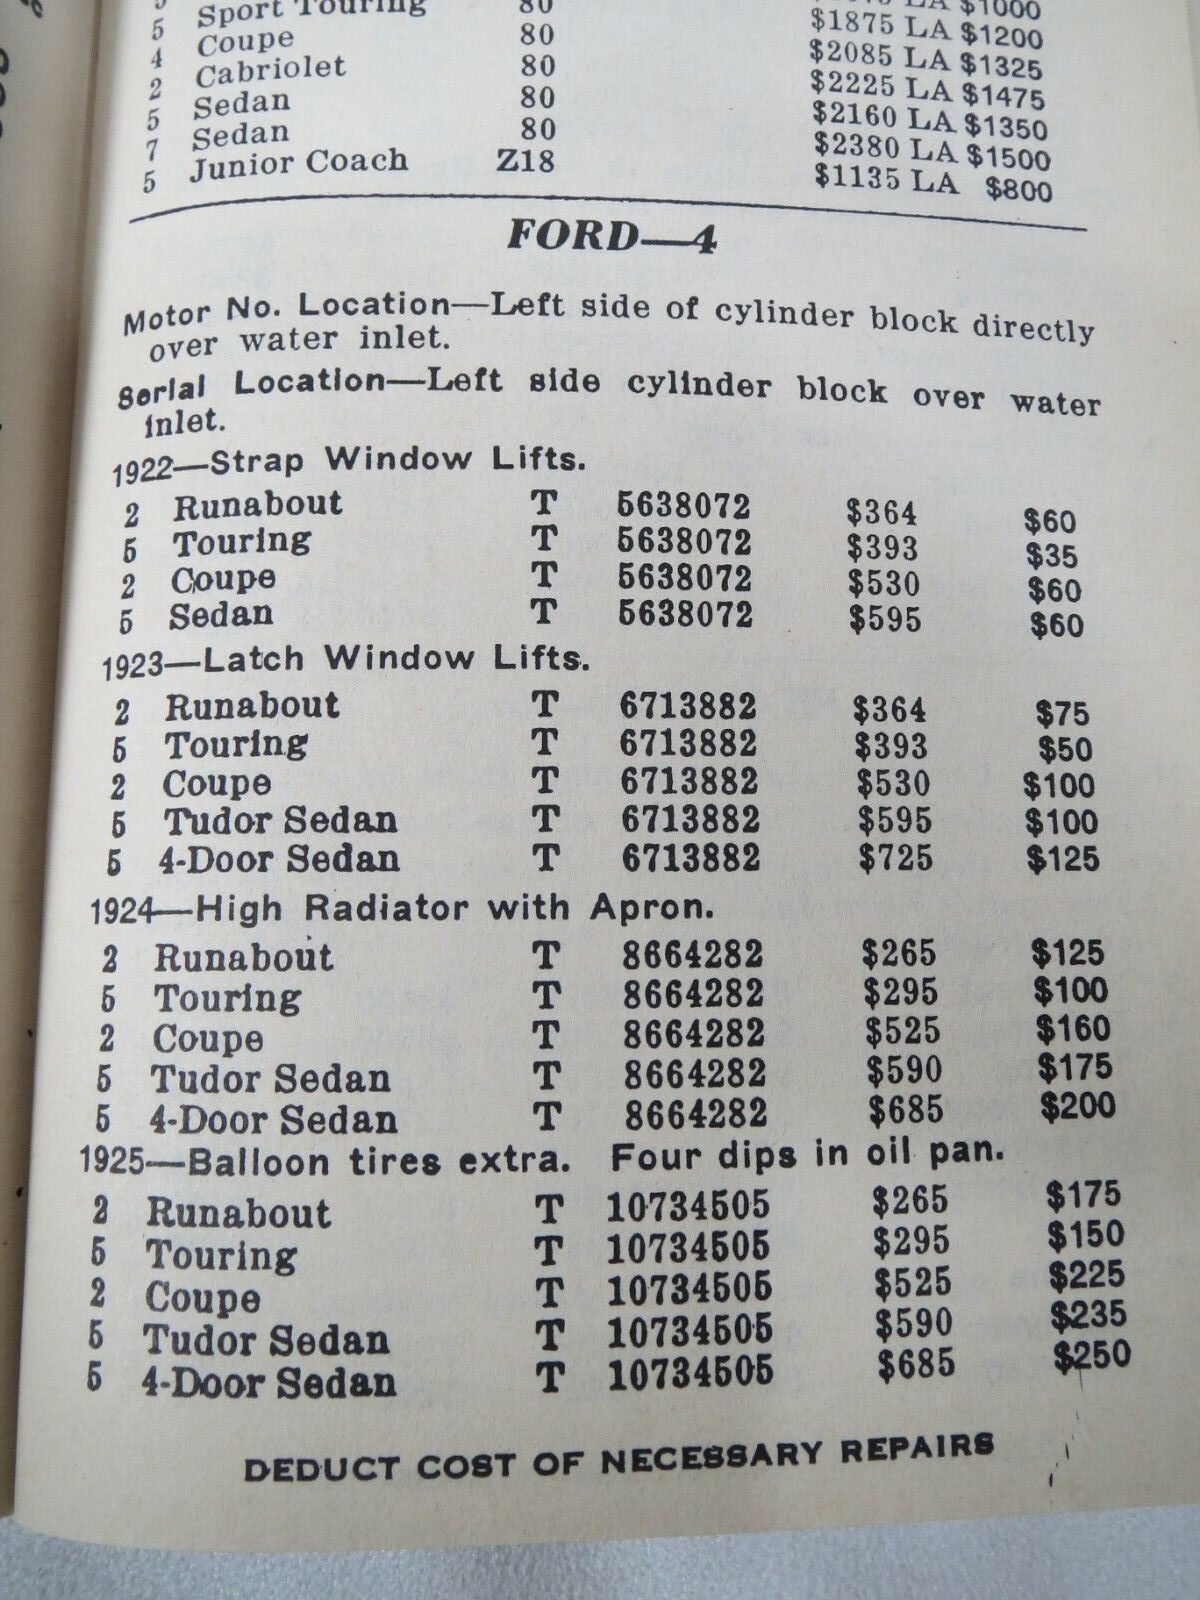 5 Sport Touring 80 LA $1000
4 Coupe 80 $1875 LA $1200
2 Cabriolet 80 $2085 LA $1325
5 Sedan 80 $2225 LA $1475
7 Sedan 80 $2160 LA $1350
5 Junior Coach Z18 $2380 LA $1500
$1135 LA $800
FORD—4
Motor No. Location—Left side of cylinder block directly
over water inlet.
Serial Location—Left side cylinder block over water
inlet.
1922—Strap Window Lifts.
2 Runabout T 5638072 $364 $60
5 Touring T 5638072 $393 $35
2 Coupe T 5638072 $530 $60
5 Sedan T 5638072 $595 $60
1923—Latch Window Lifts.
2 Runabout T 6713882 $364 $75
5 Touring T 6713882 $393 $50
2 Coupe T 6713882 $530 $100
5 Tudor Sedan T 6713882 $595 $100
5 4-Door Sedan T 6713882 $725 $125
1924—High Radiator with Apron.
2 Runabout T 8664282 $265 $125
5 Touring T 8664282 $295 $100
2 Coupe T 8664282 $525 $160
5 Tudor Sedan T 8664282 $590 $175
5 4-Door Sedan T 8664282 $685 $200
1925—Balloon tires extra. Four dips in oil pan.
2 Runabout T 10734505 $265 $175
5 Touring T 10734505 $295 $150
2 Coupe T 10734505 $525 $225
5 Tudor Sedan T 10734505 $590 $235
5 4-Door Sedan T 10734505 $685 $250
DEDUCT COST OF NECESSARY REPAIRS